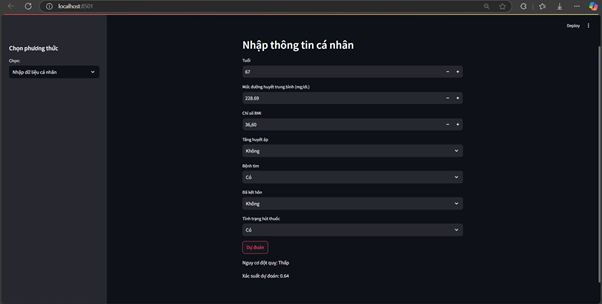 localhost:8501
Deploy
Chọn phương thức
Chọn:
Nhập dữ liệu cá nhân
Nhập thông tin cá nhân
Tuổi
67
Mức đường huyết trung bình (mg/dL)
228.69
Chỉ số BMI
36,60
Tăng huyết áp
Không
Bệnh tim
Có
Đã kết hôn
Không
Tình trạng hút thuốc
Có
Dự đoán
Nguy cơ đột quỵ: Thấp
Xác suất dự đoán: 0.64